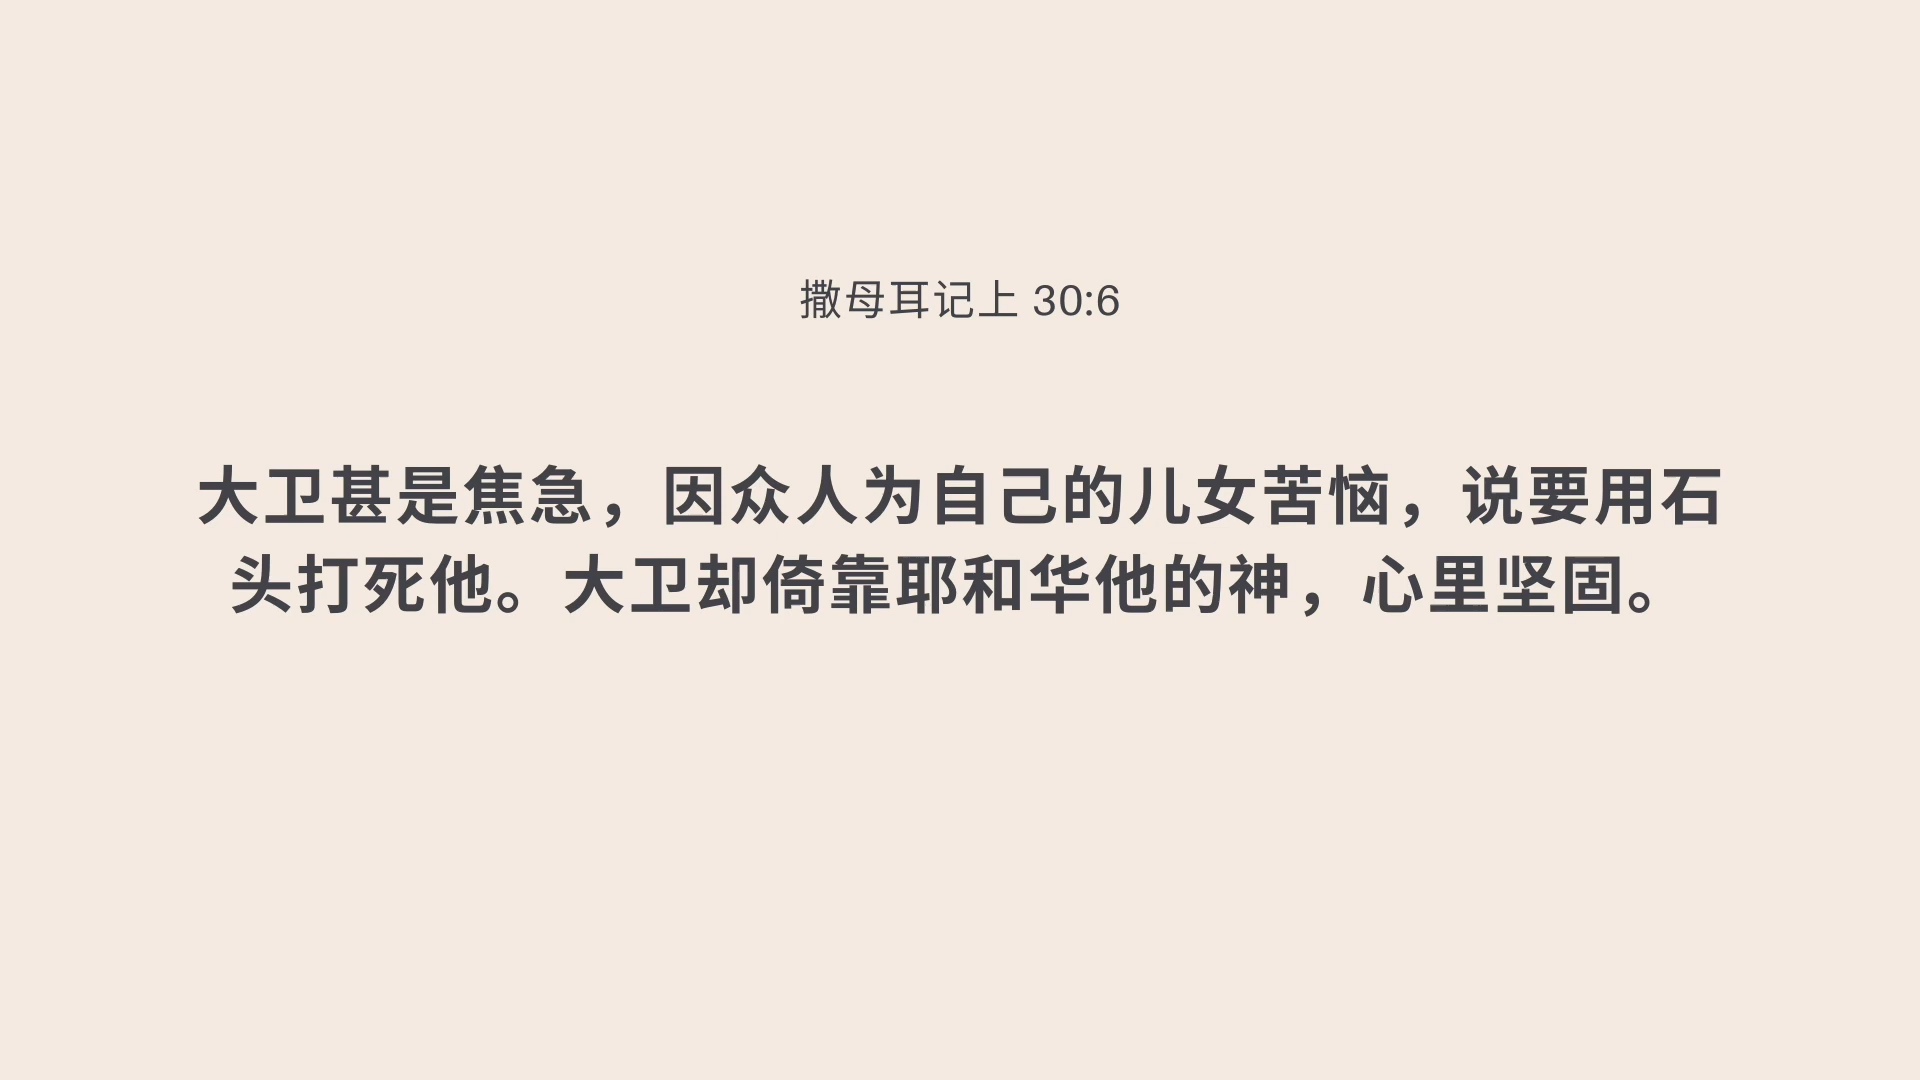 撒母耳记上 30:6
大卫甚是焦急，因众人为自己的儿女苦恼，说要用石
头打死他。大卫却倚靠耶和华他的神，心里坚固。